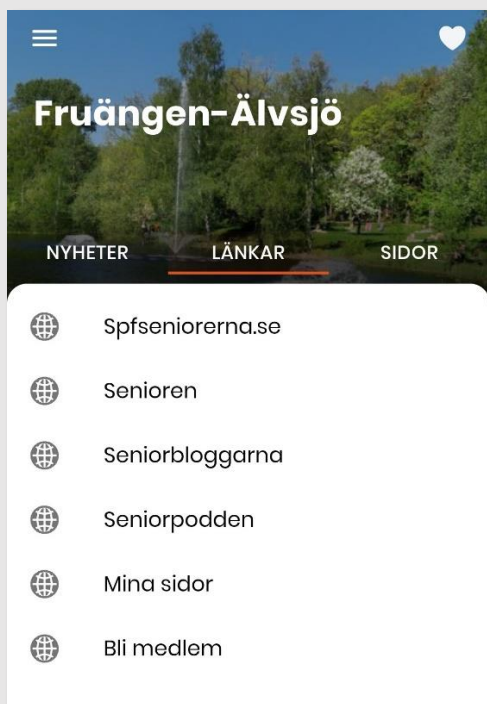 Fruängen-Älvsjö
NYHETER LÄNKAR SIDOR
Spfseniorerna.se
Senioren
Seniorbloggarna
Seniorpodden
Mina sidor
Bli medlem